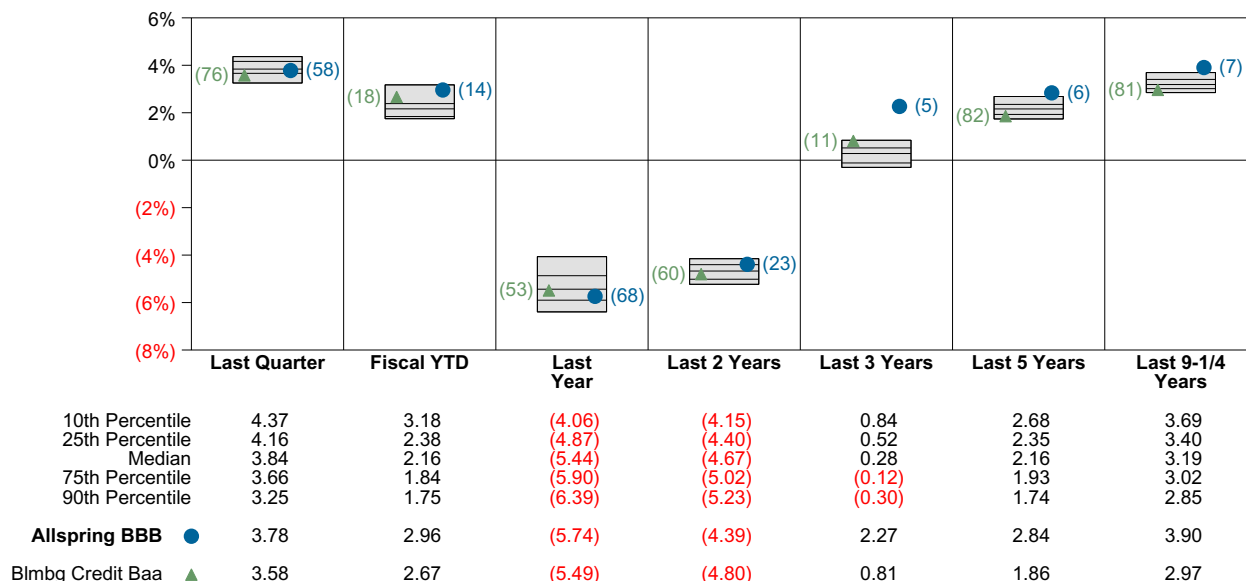 6%
4%
2%
0%
(2%)
(4%)
(6%)
(8%)
(76) (58)
(18) (14)
(53) (68)
(60) (23)
(11) (5)
(82) (6)
(81) (7)
Last Quarter Fiscal YTD Last Year Last 2 Years Last 3 Years Last 5 Years Last 9-1/4 Years
10th Percentile 4.37 3.18 (4.06) (4.15) 0.84 2.68 3.69
25th Percentile 4.16 2.38 (4.87) (4.40) 0.52 2.35 3.40
Median 3.84 2.16 (5.44) (4.67) 0.28 2.16 3.19
75th Percentile 3.66 1.84 (5.90) (5.02) (0.12) 1.93 3.02
90th Percentile 3.25 1.75 (6.39) (5.23) (0.30) 1.74 2.85
Allspring BBB 3.78 2.96 (5.74) (4.39) 2.27 2.84 3.90
Blmbg Credit Baa 3.58 2.67 (5.49) (4.80) 0.81 1.86 2.97